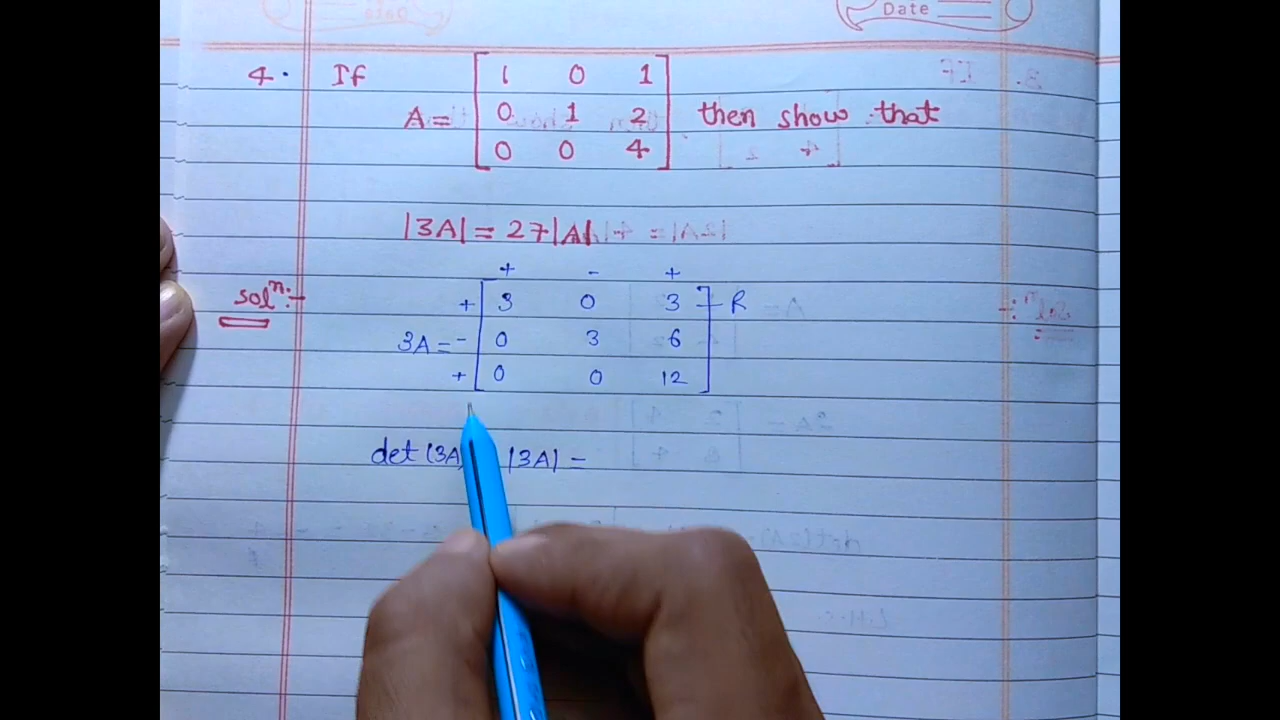 Date
4. If
A = [ 1 0 1
0 1 2
0 0 4 ] then show that
|3A| = 27|A|
+ - +
Solⁿ:- + [ 3 0 3 ] - R
3A = - 0 3 6
+ 0 0 12
det (3A) |3A| =